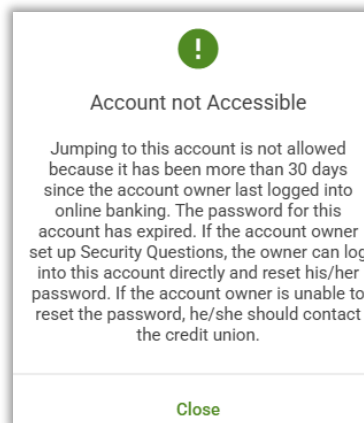 !
Account not Accessible
Jumping to this account is not allowed
because it has been more than 30 days
since the account owner last logged into
online banking. The password for this
account has expired. If the account owner
set up Security Questions, the owner can log
into this account directly and reset his/her
password. If the account owner is unable to
reset the password, he/she should contact
the credit union.
Close